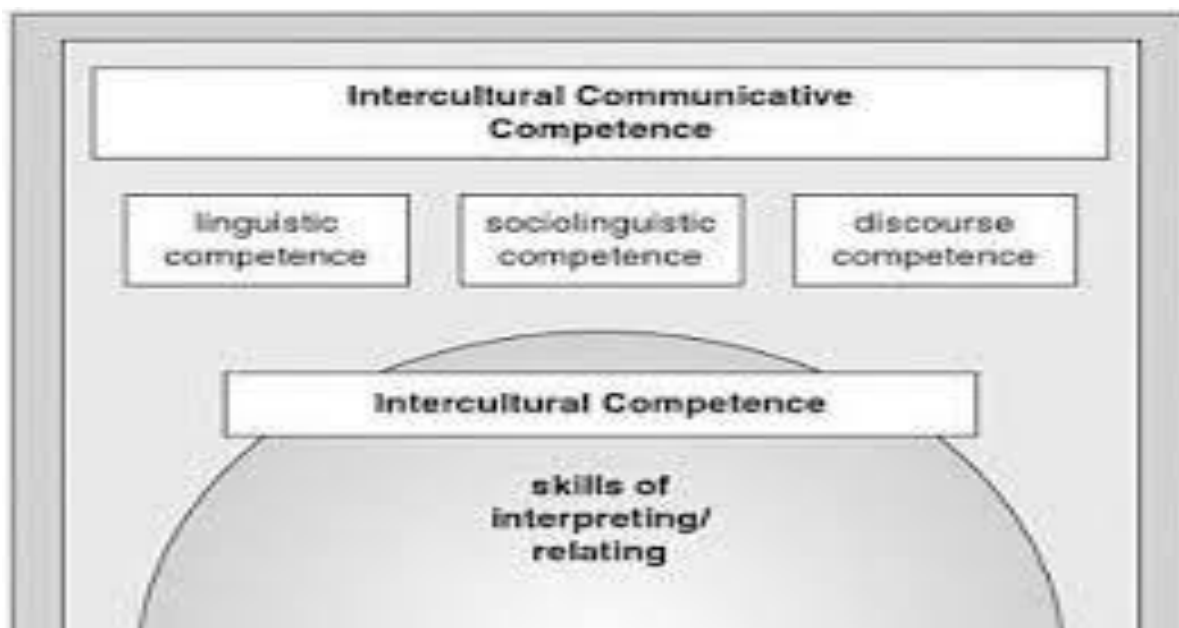 Intercultural Communicative
Competence
linguistic
competence
sociolinguistic
competence
discourse
competence
Intercultural Competence
skills of
interpreting/
relating